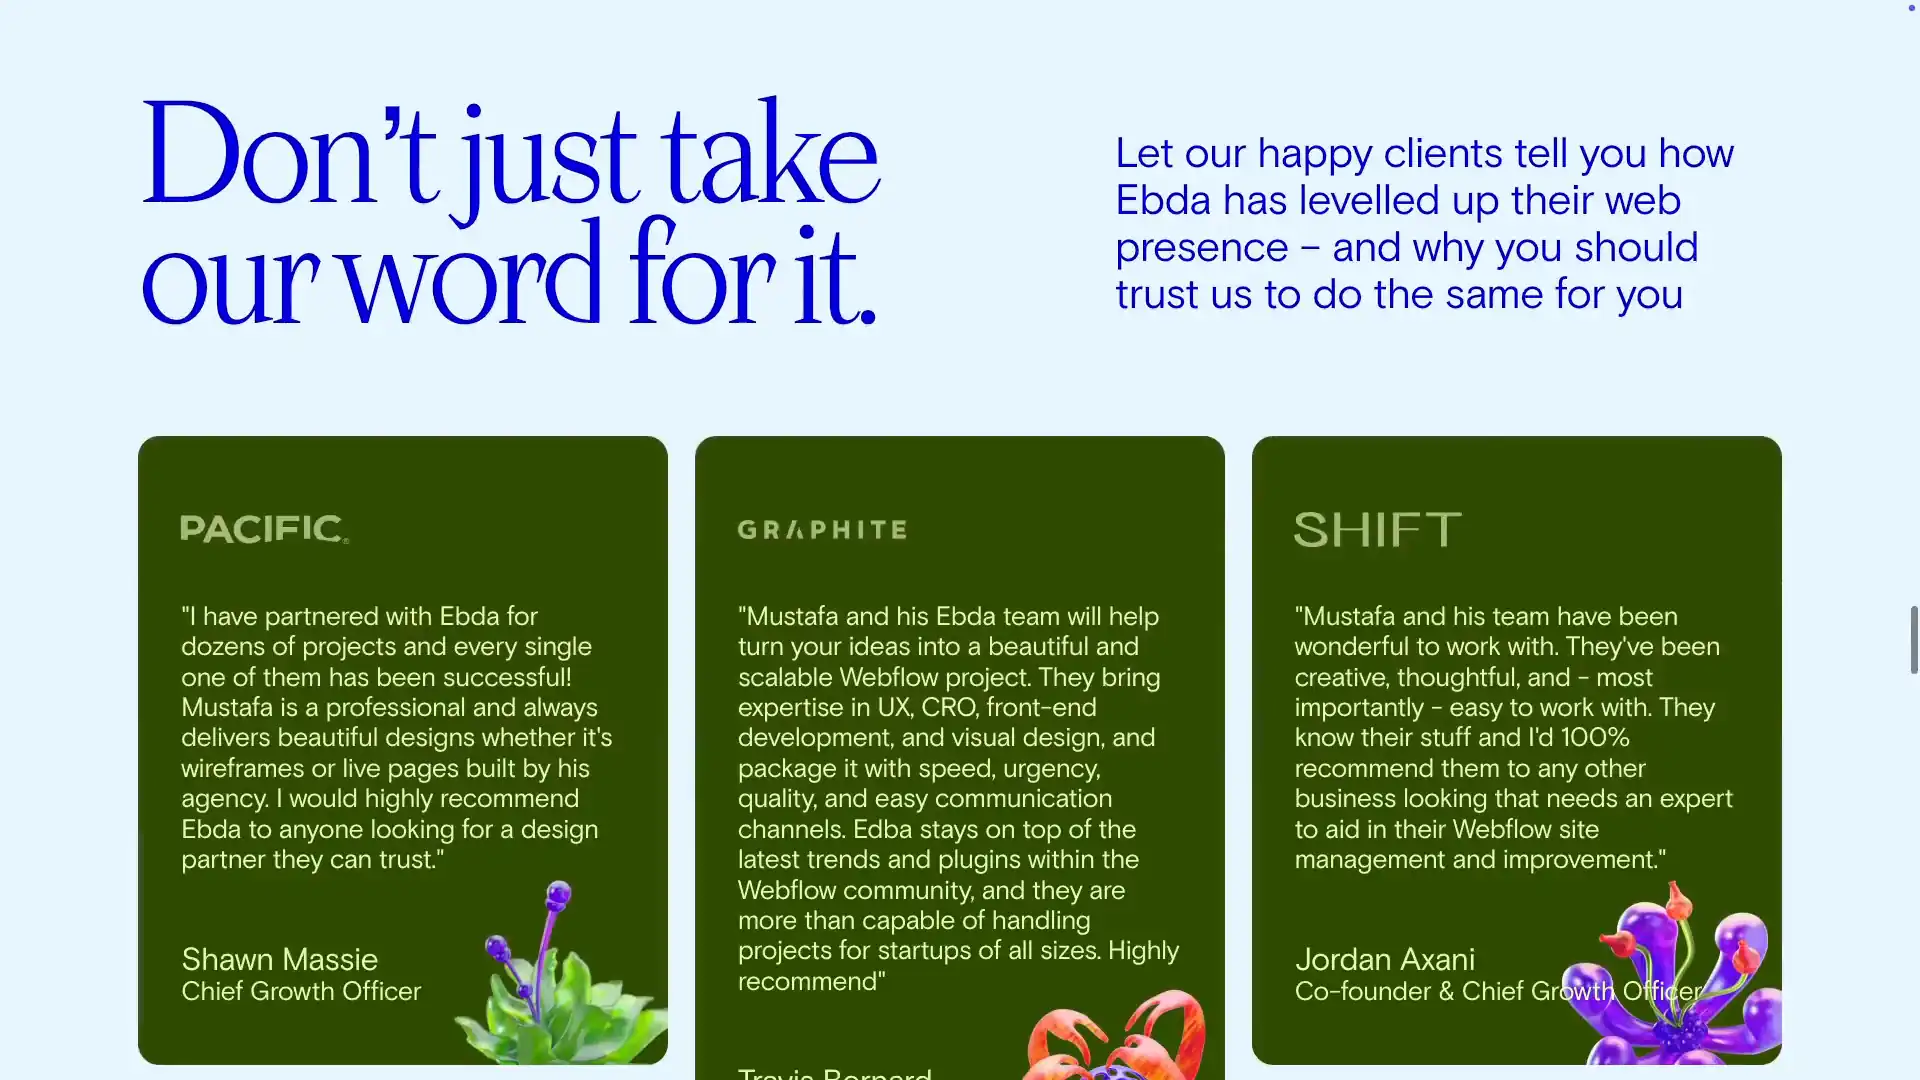 Don't just take
our word for it.
Let our happy clients tell you how
Ebda has levelled up their web
presence – and why you should
trust us to do the same for you
PACIFIC®
"I have partnered with Ebda for
dozens of projects and every single
one of them has been successful!
Mustafa is a professional and always
delivers beautiful designs whether it's
wireframes or live pages built by his
agency. I would highly recommend
Ebda to anyone looking for a design
partner they can trust."
Shawn Massie
Chief Growth Officer
GRAPHITE
"Mustafa and his Ebda team will help
turn your ideas into a beautiful and
scalable Webflow project. They bring
expertise in UX, CRO, front-end
development, and visual design, and
package it with speed, urgency,
quality, and easy communication
channels. Edba stays on top of the
latest trends and plugins within the
Webflow community, and they are
more than capable of handling
projects for startups of all sizes. Highly
recommend"
Travis Bernard
SHIFT
"Mustafa and his team have been
wonderful to work with. They've been
creative, thoughtful, and – most
importantly – easy to work with. They
know their stuff and I'd 100%
recommend them to any other
business looking that needs an expert
to aid in their Webflow site
management and improvement."
Jordan Axani
Co-founder & Chief Growth Officer